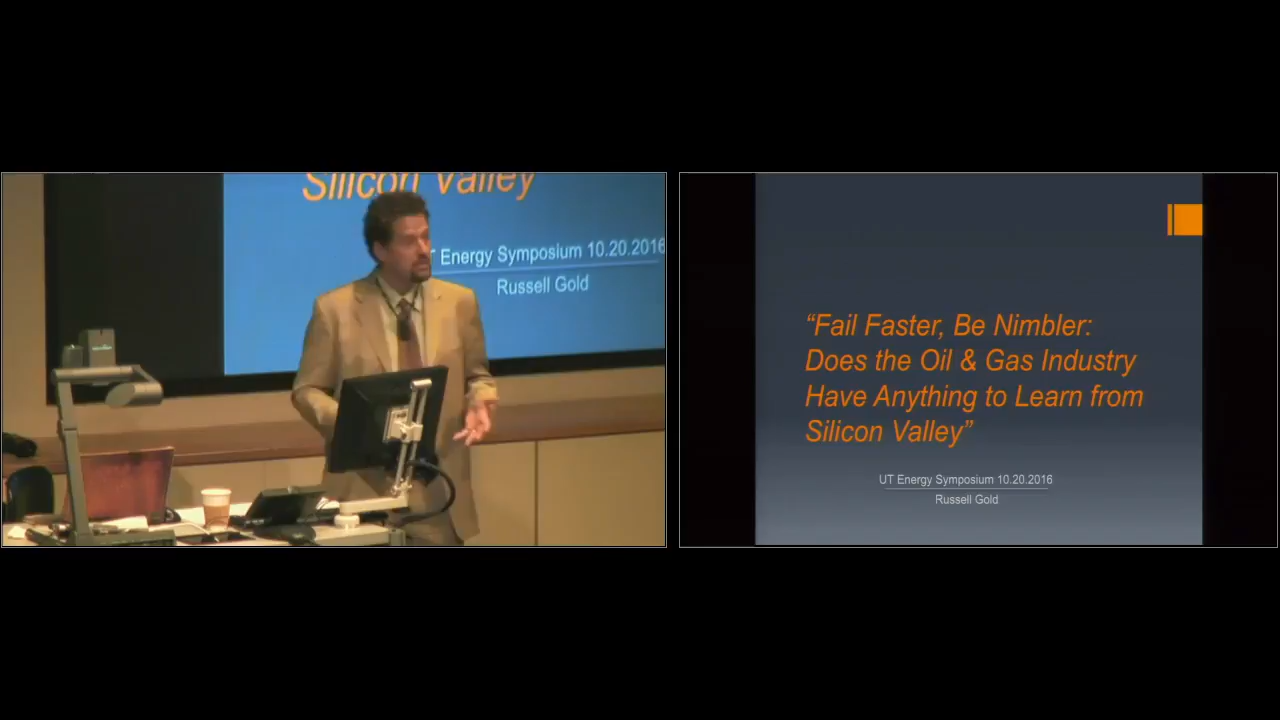 Silicon Valley
Energy Symposium 10.20.2016
Russell Gold
“Fail Faster, Be Nimbler:
Does the Oil & Gas Industry
Have Anything to Learn from
Silicon Valley”
UT Energy Symposium 10.20.2016
Russell Gold